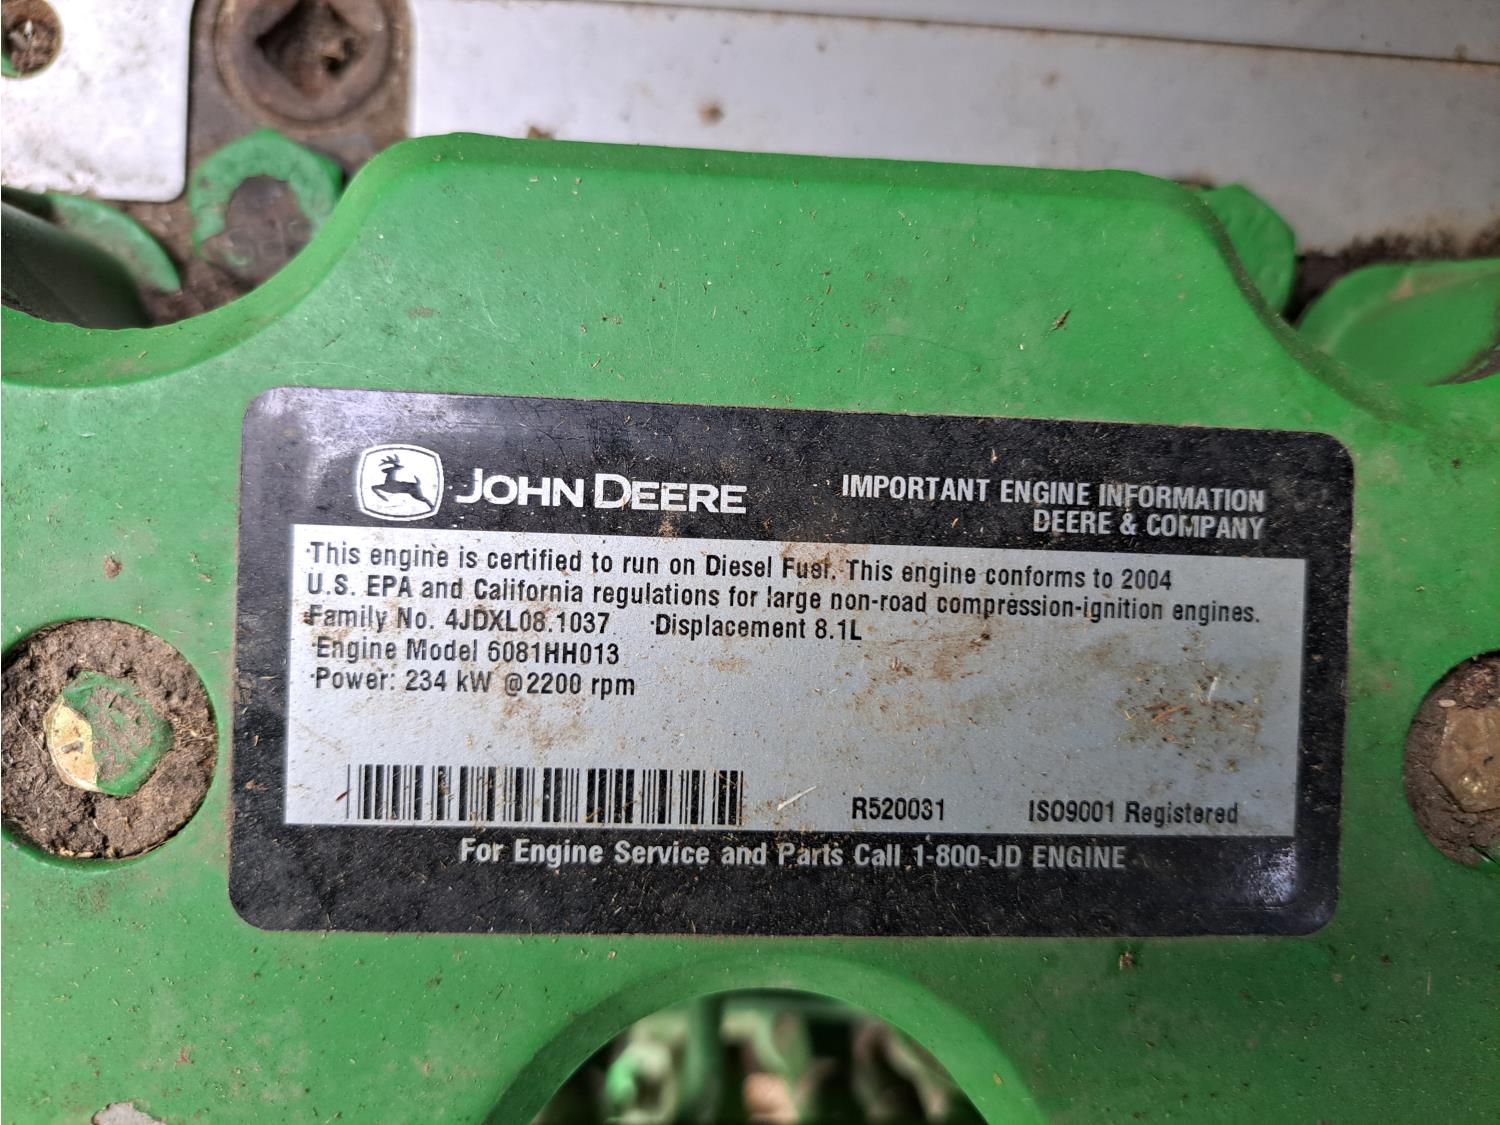 JOHN DEERE
IMPORTANT ENGINE INFORMATION
DEERE & COMPANY
·This engine is certified to run on Diesel Fuel. This engine conforms to 2004
U.S. EPA and California regulations for large non-road compression-ignition engines.
·Family No. 4JDXL08.1037 ·Displacement 8.1L
·Engine Model 6081HH013
·Power: 234 kW @2200 rpm
R520031 ISO9001 Registered
For Engine Service and Parts Call 1-800-JD ENGINE